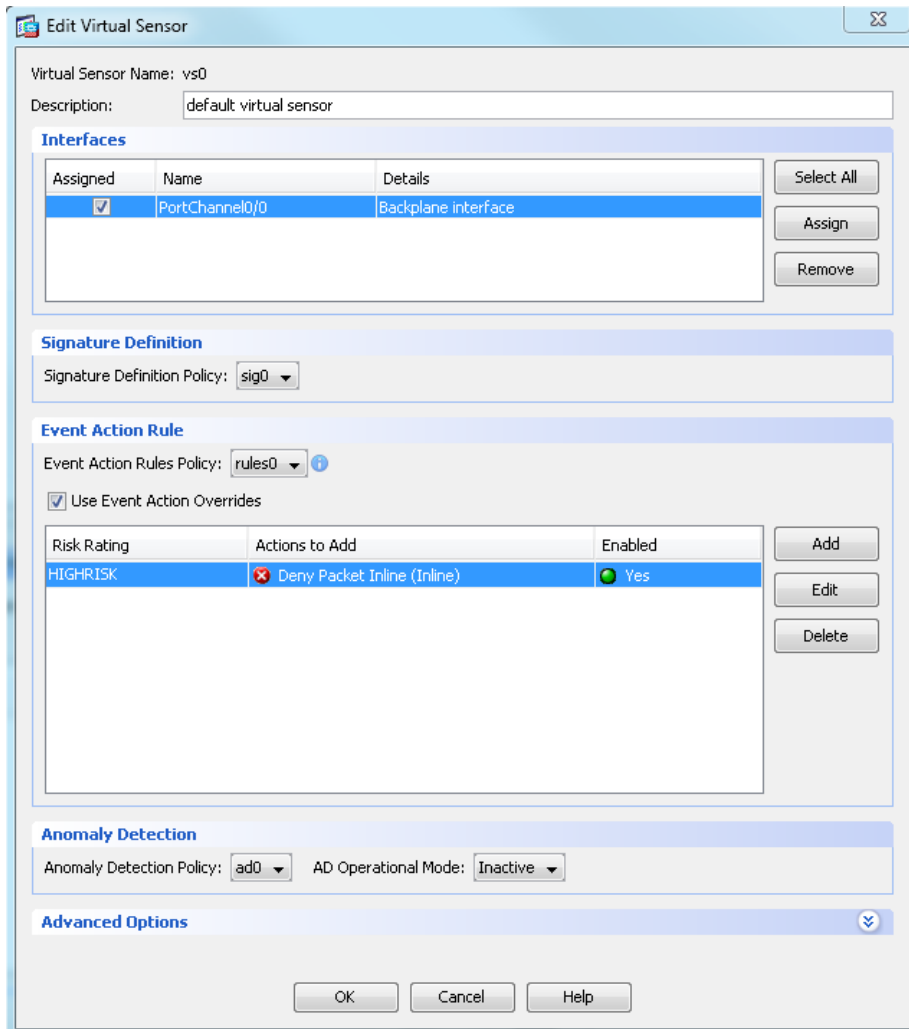 Edit Virtual Sensor
Virtual Sensor Name: vs0
Description: default virtual sensor
Interfaces
Assigned Name Details
PortChannel0/0 Backplane interface
Select All
Assign
Remove
Signature Definition
Signature Definition Policy: sig0
Event Action Rule
Event Action Rules Policy: rules0
Use Event Action Overrides
Risk Rating Actions to Add Enabled
HIGHRISK Deny Packet Inline (Inline) Yes
Add
Edit
Delete
Anomaly Detection
Anomaly Detection Policy: ad0 AD Operational Mode: Inactive
Advanced Options
OK Cancel Help